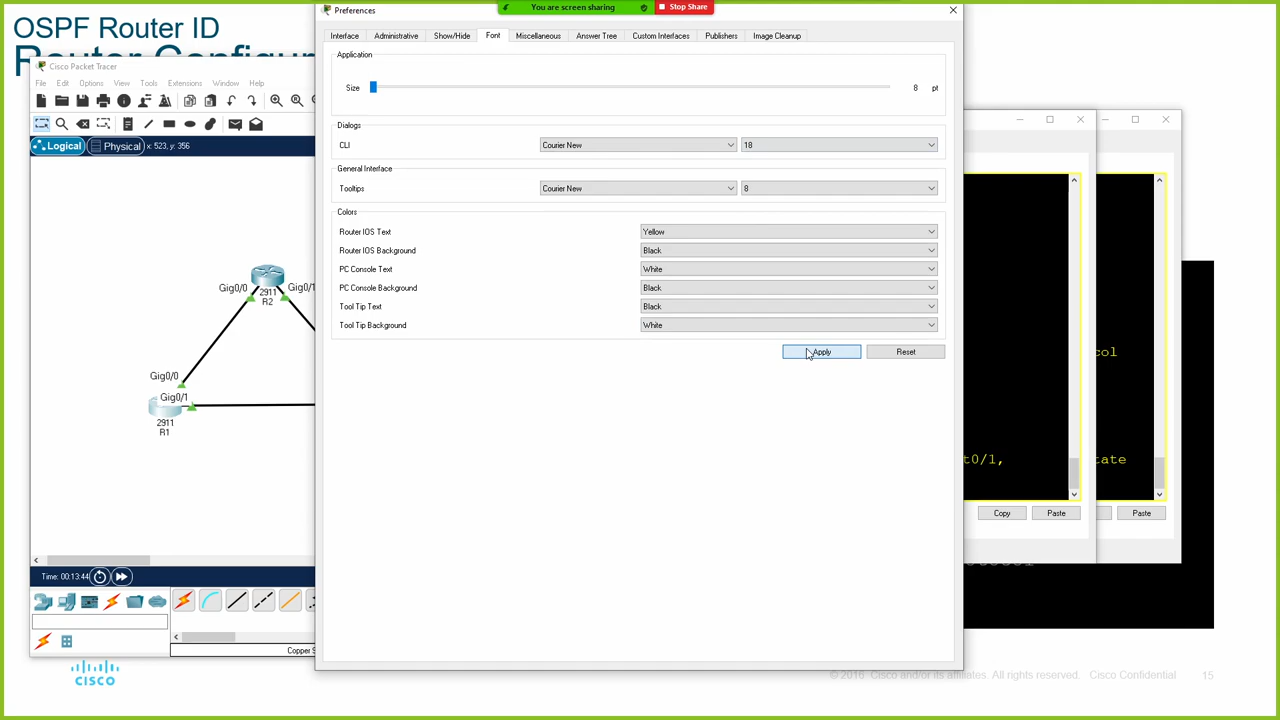 OSPF Router ID
Router Configur
You are screen sharing
Stop Share
Cisco Packet Tracer
File Edit Options View Tools Extensions Window Help
Logical
Physical
x: 523, y: 356
Gig0/0
Gig0/1
2911
R2
Gig0/0
Gig0/1
2911
R1
Time: 00:13:44
Copper S
Preferences
Interface Administrative Show/Hide Font Miscellaneous Answer Tree Custom Interfaces Publishers Image Cleanup
Application
Size 8 pt
Dialogs
CLI Courier New 18
General Interface
Tooltips Courier New 8
Colors
Router IOS Text Yellow
Router IOS Background Black
PC Console Text White
PC Console Background Black
Tool Tip Text Black
Tool Tip Background White
Apply Reset
col
t0/1,
tate
Copy Paste
Paste
CISCO
© 2016 Cisco and/or its affiliates. All rights reserved. Cisco Confidential 15